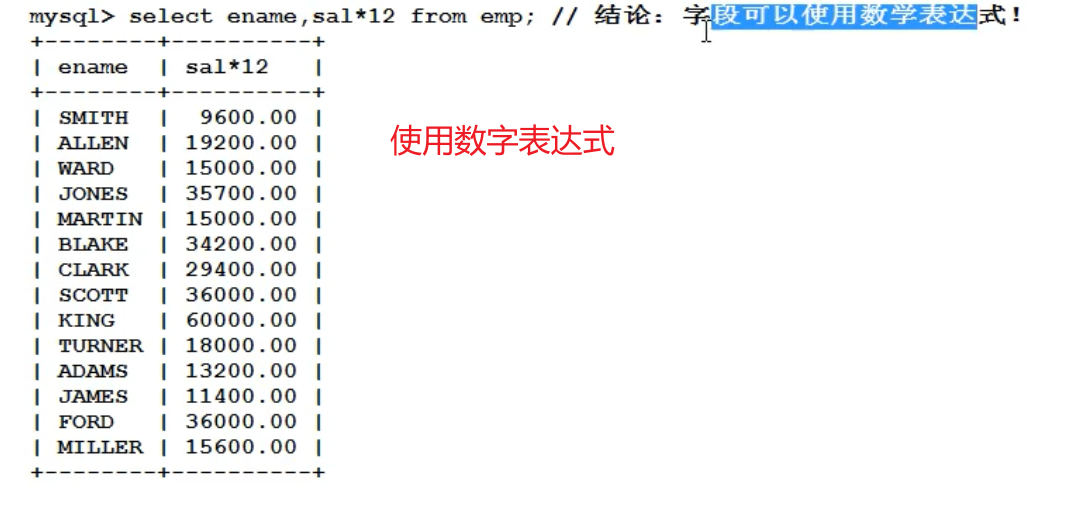 mysql> select ename,sal*12 from emp; // 结论：字段可以使用数学表达式！
+--------+----------+
| ename  | sal*12   |
+--------+----------+
| SMITH  |  9600.00 |
| ALLEN  | 19200.00 |
使用数字表达式
| WARD   | 15000.00 |
| JONES  | 35700.00 |
| MARTIN | 15000.00 |
| BLAKE  | 34200.00 |
| CLARK  | 29400.00 |
| SCOTT  | 36000.00 |
| KING   | 60000.00 |
| TURNER | 18000.00 |
| ADAMS  | 13200.00 |
| JAMES  | 11400.00 |
| FORD   | 36000.00 |
| MILLER | 15600.00 |
+--------+----------+